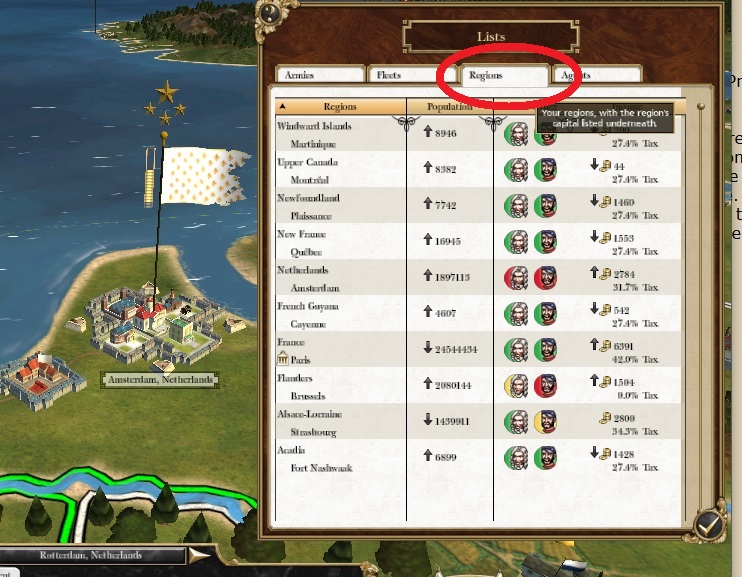 ?
Lists
Armies
Fleets
Regions
Agents
Regions
Population
Your regions, with the region's
capital listed underneath.
Windward Islands
Martinique
8946
27.4% Tax
Upper Canada
Montréal
8382
44
27.4% Tax
Newfoundland
Plaissance
7742
1460
27.4% Tax
New France
Québec
16945
1553
27.4% Tax
Netherlands
Amsterdam
1897113
2784
31.7% Tax
French Guyana
Cayenne
4607
542
27.4% Tax
France
Paris
24544434
6391
42.0% Tax
Flanders
Brussels
2080144
1504
0.0% Tax
Alsace-Lorraine
Strasbourg
1439911
2800
34.3% Tax
Acadia
Fort Nashwaak
6899
1428
27.4% Tax
Amsterdam, Netherlands
Rotterdam, Netherlands